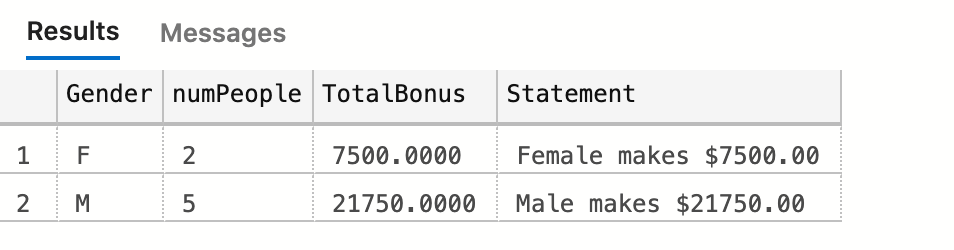 Results Messages
Gender numPeople TotalBonus Statement
1 F 2 7500.0000 Female makes $7500.00
2 M 5 21750.0000 Male makes $21750.00